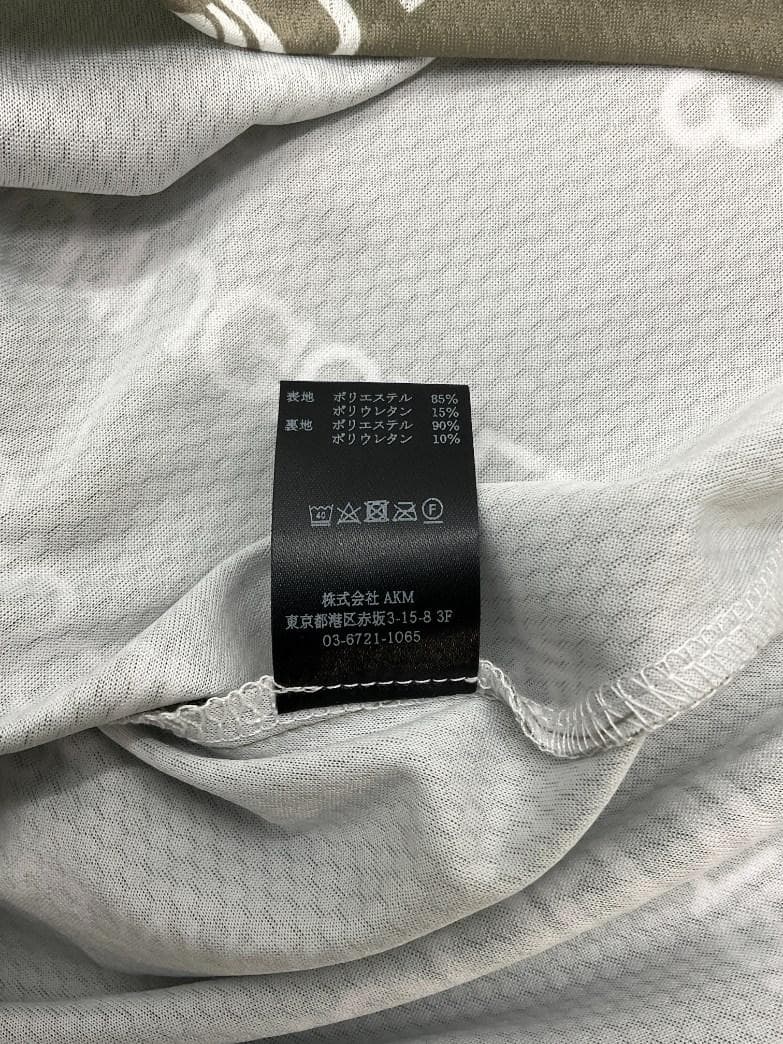 表地 ポリエステル 85%
ポリウレタン 15%
裏地 ポリエステル 90%
ポリウレタン 10%
40 F
株式会社 AKM
東京都港区赤坂3-15-8 3F
03-6721-1065